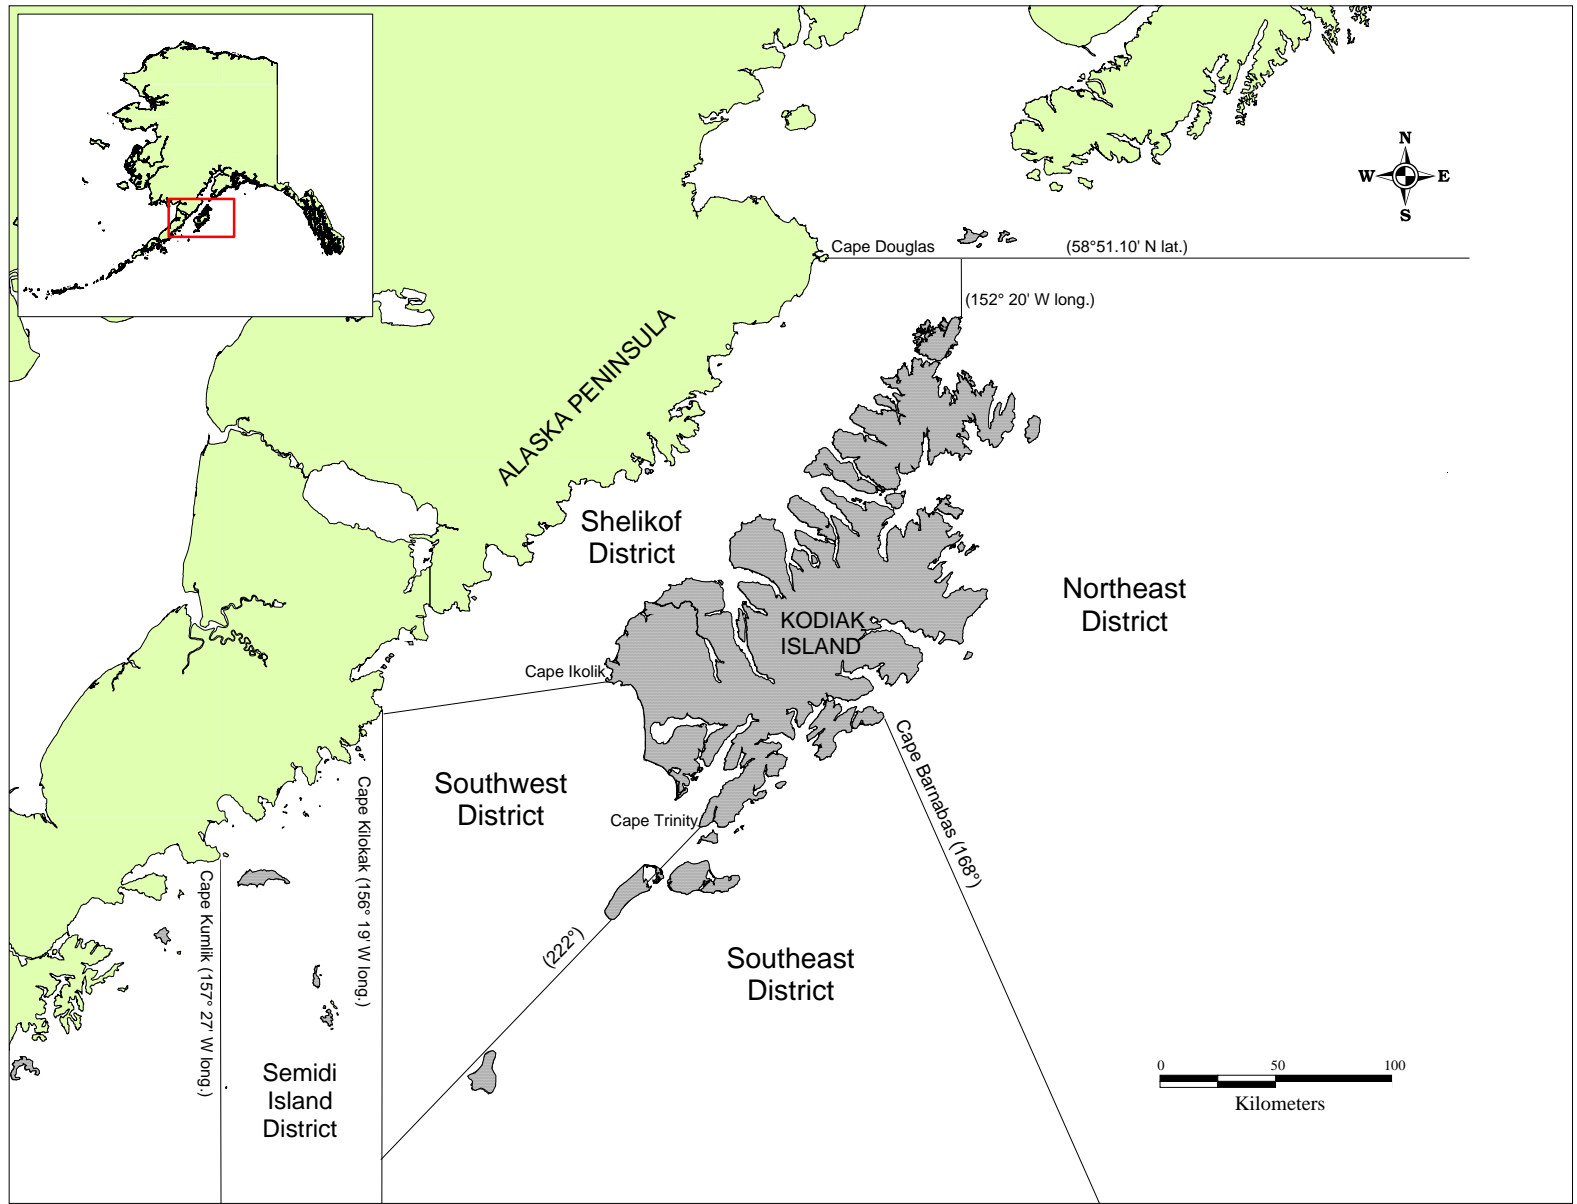 N
W
E
S
Cape Douglas
(58°51.10' N lat.)
(152° 20' W long.)
ALASKA PENINSULA
Shelikof
District
Northeast
District
KODIAK
ISLAND
Cape Ikolik
Southwest
District
Cape Trinity
Cape Barnabas (168°)
Cape Kilokak (156° 19' W long.)
Cape Kumlik (157° 27' W long.)
(222°)
Southeast
District
Semidi
Island
District
0
50
100
Kilometers